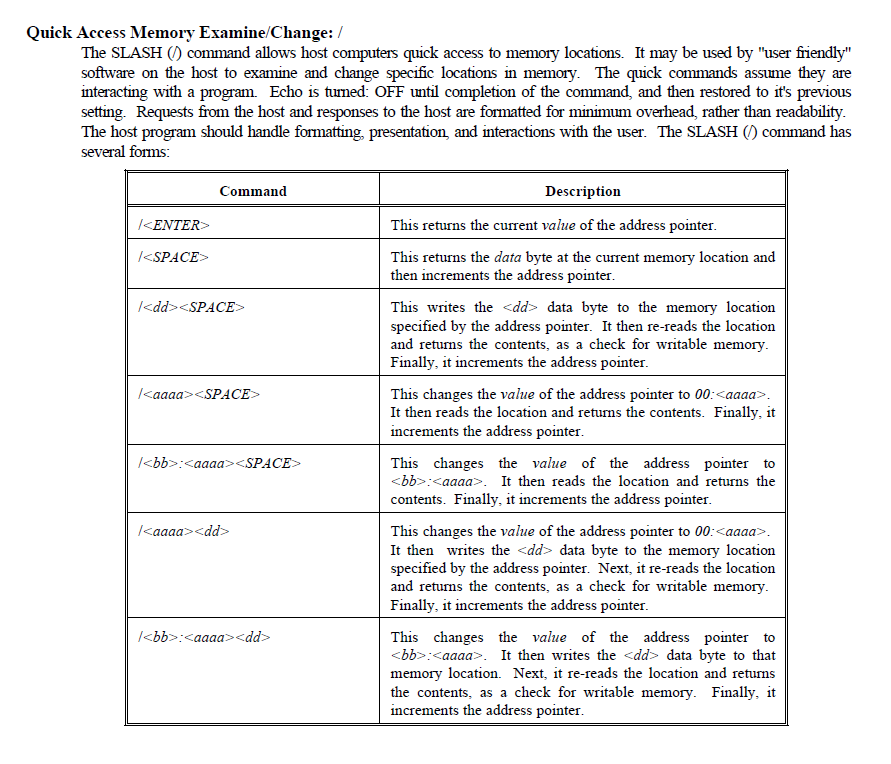 Quick Access Memory Examine/Change: /
The SLASH (/) command allows host computers quick access to memory locations. It may be used by "user friendly"
software on the host to examine and change specific locations in memory. The quick commands assume they are
interacting with a program. Echo is turned: OFF until completion of the command, and then restored to it's previous
setting. Requests from the host and responses to the host are formatted for minimum overhead, rather than readability.
The host program should handle formatting, presentation, and interactions with the user. The SLASH (/) command has
several forms:
Command Description
/<ENTER> This returns the current value of the address pointer.
/<SPACE> This returns the data byte at the current memory location and
then increments the address pointer.
/<dd><SPACE> This writes the <dd> data byte to the memory location
specified by the address pointer. It then re-reads the location
and returns the contents, as a check for writable memory.
Finally, it increments the address pointer.
/<aaaa><SPACE> This changes the value of the address pointer to 00:<aaaa>.
It then reads the location and returns the contents. Finally, it
increments the address pointer.
/<bb>:<aaaa><SPACE> This changes the value of the address pointer to
<bb>:<aaaa>. It then reads the location and returns the
contents. Finally, it increments the address pointer.
/<aaaa><dd> This changes the value of the address pointer to 00:<aaaa>.
It then writes the <dd> data byte to the memory location
specified by the address pointer. Next, it re-reads the location
and returns the contents, as a check for writable memory.
Finally, it increments the address pointer.
/<bb>:<aaaa><dd> This changes the value of the address pointer to
<bb>:<aaaa>. It then writes the <dd> data byte to that
memory location. Next, it re-reads the location and returns
the contents, as a check for writable memory. Finally, it
increments the address pointer.